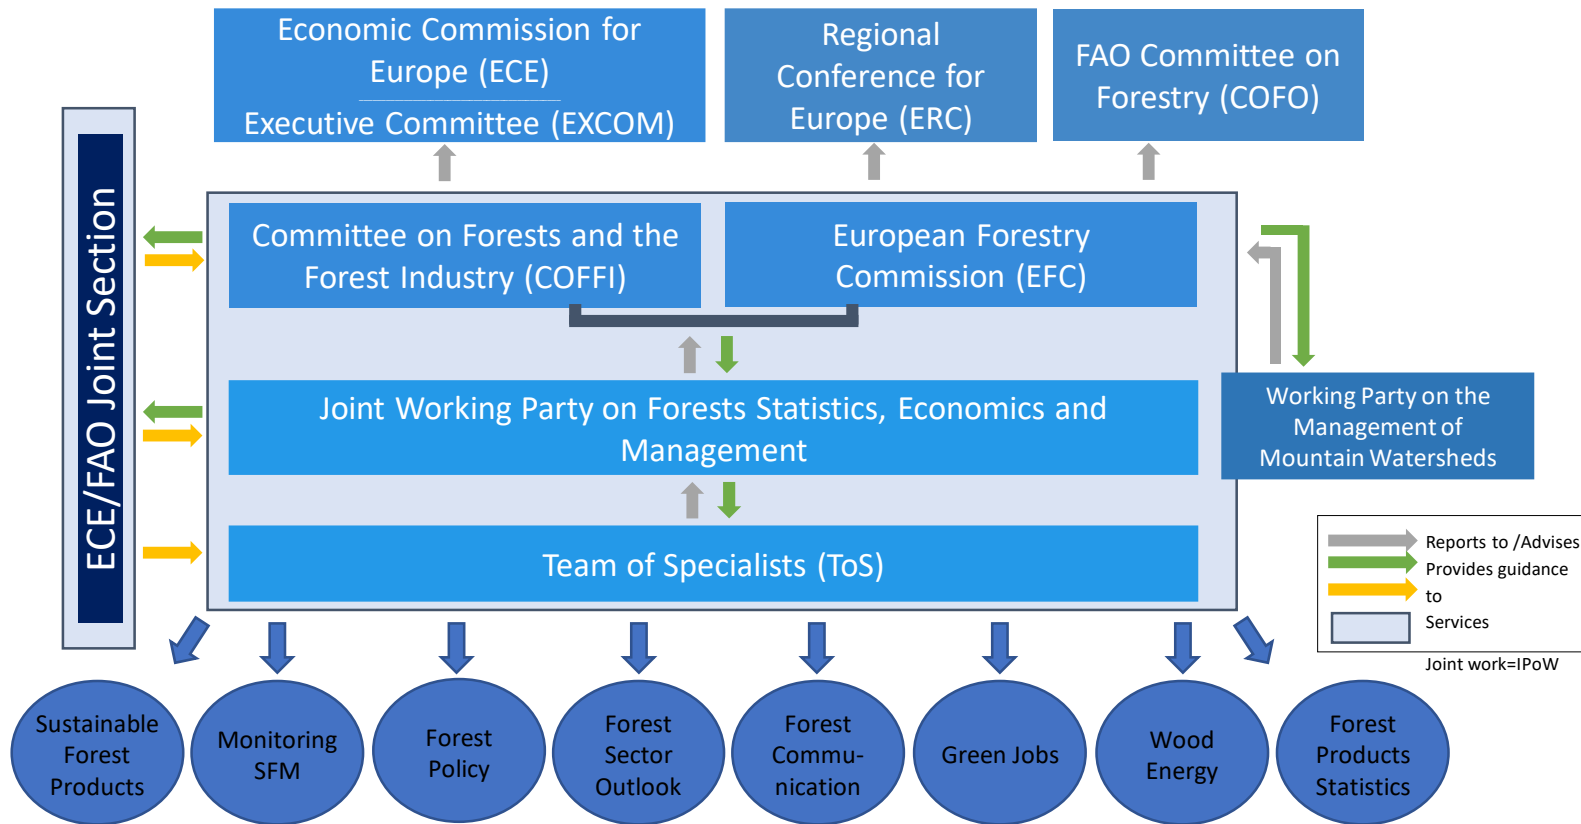 Economic Commission for
Europe (ECE)
Executive Committee (EXCOM)
Regional
Conference for
Europe (ERC)
FAO Committee on
Forestry (COFO)
ECE/FAO Joint Section
Committee on Forests and the
Forest Industry (COFFI)
European Forestry
Commission (EFC)
Joint Working Party on Forests Statistics, Economics and
Management
Working Party on the
Management of
Mountain Watersheds
Team of Specialists (ToS)
Reports to /Advises
Provides guidance
to
Services
Joint work=IPoW
Sustainable
Forest
Products
Monitoring
SFM
Forest
Policy
Forest
Sector
Outlook
Forest
Commu-
nication
Green Jobs
Wood
Energy
Forest
Products
Statistics